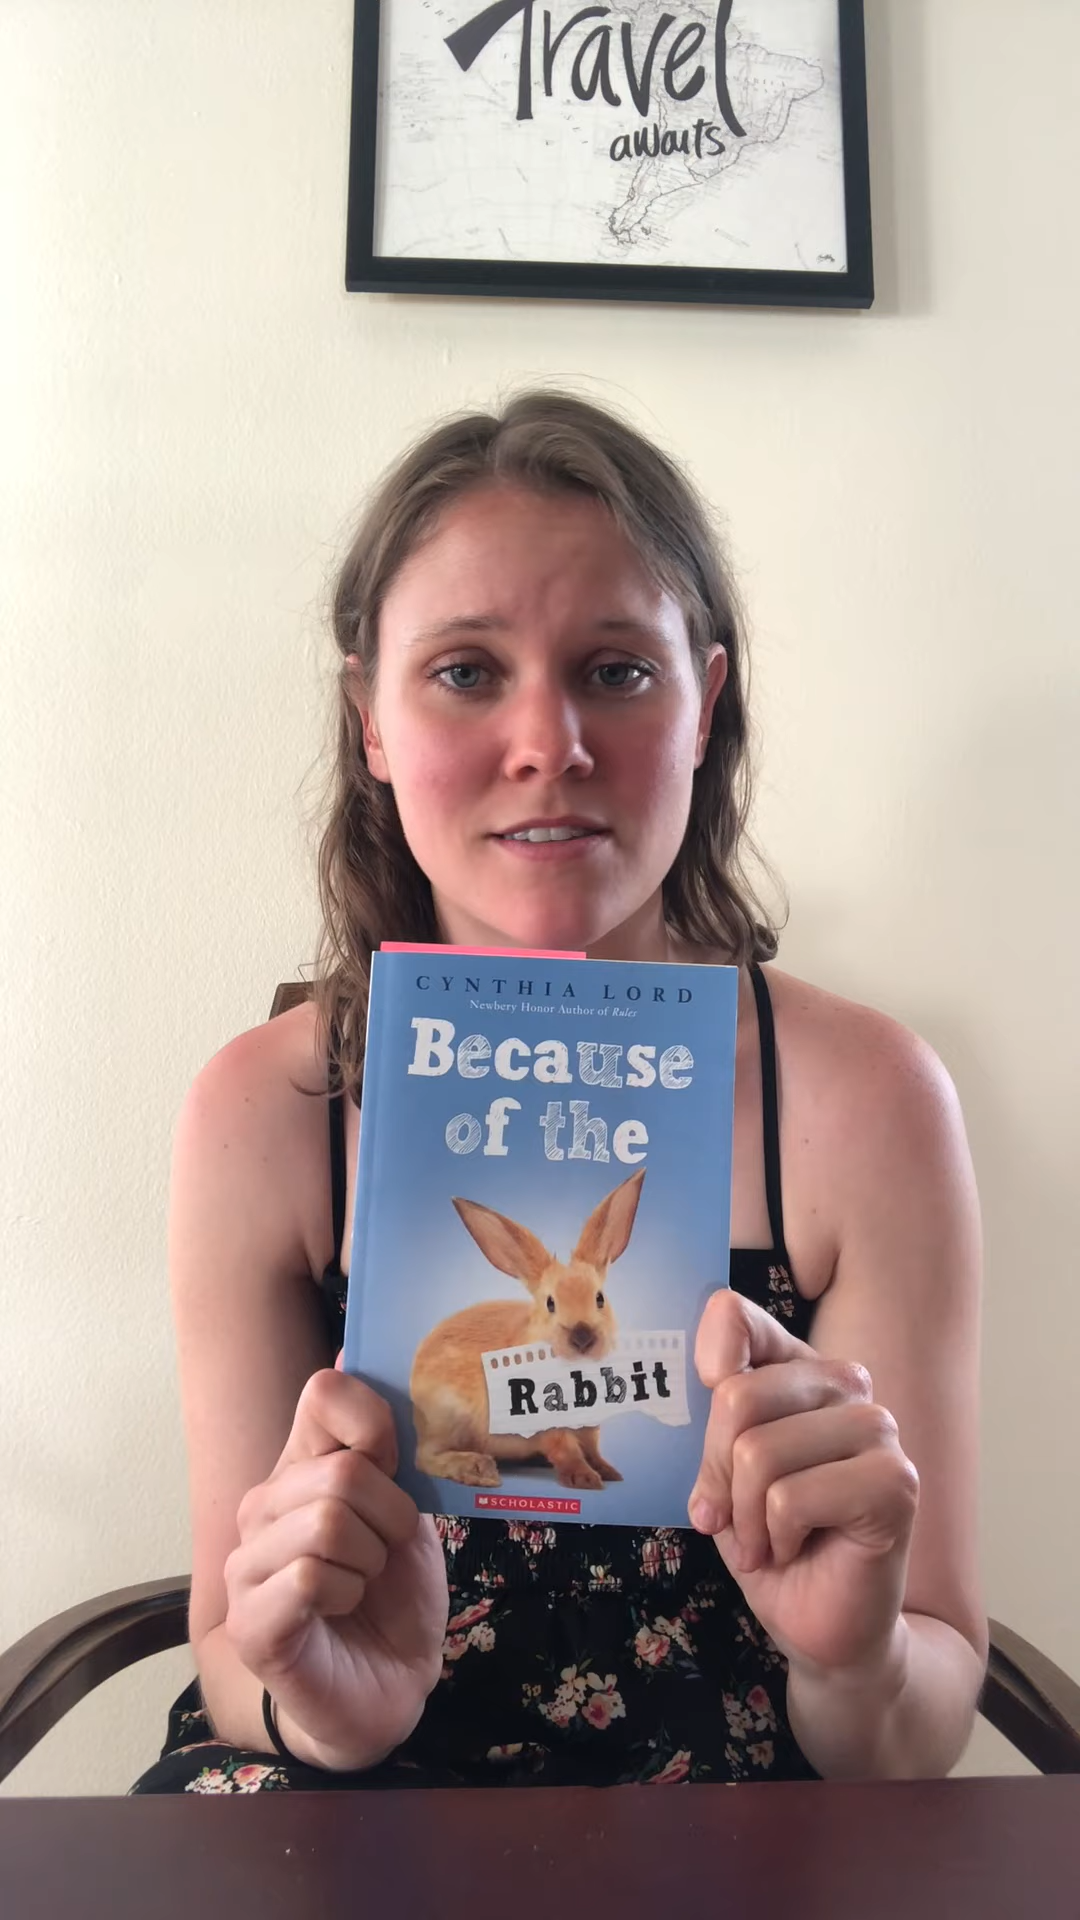 Travel
awaits
CYNTHIA LORD
Newbery Honor Author of Rules
Because
of the
Rabbit
SCHOLASTIC